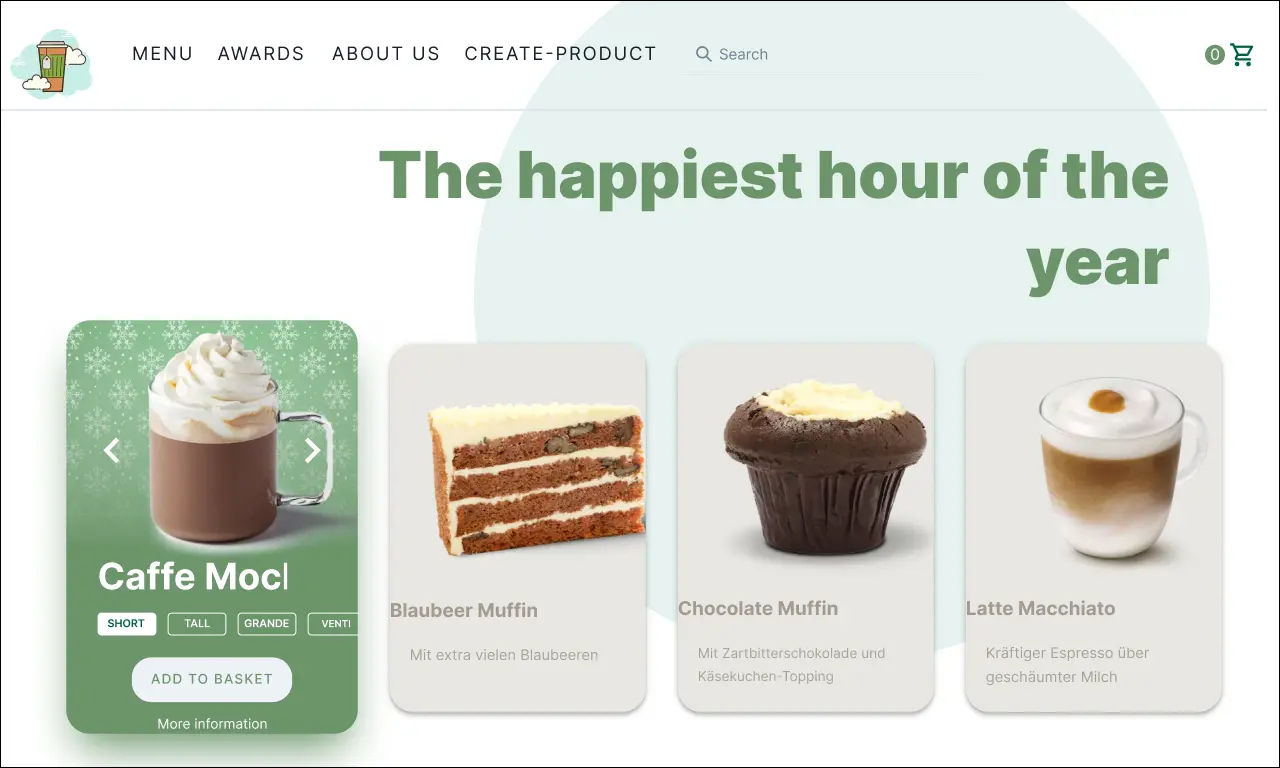 MENU AWARDS ABOUT US CREATE-PRODUCT Search 0
The happiest hour of the
year
Caffe Moc
SHORT TALL GRANDE VENTI
ADD TO BASKET
More information
Blaubeer Muffin
Mit extra vielen Blaubeeren
Chocolate Muffin
Mit Zartbitterschokolade und
Käsekuchen-Topping
Latte Macchiato
Kräftiger Espresso über
geschäumter Milch